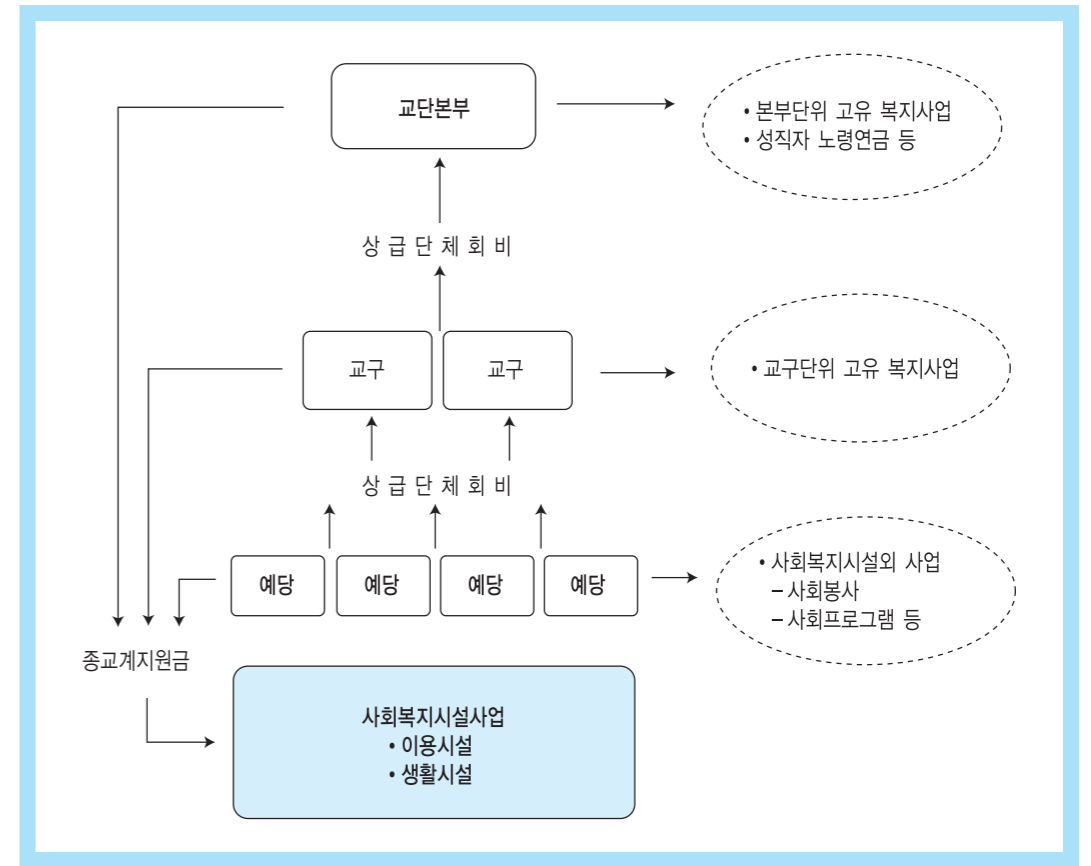 교단본부
• 본부단위 고유 복지사업
• 성직자 노령연금 등
상급단체회비
교구
교구
• 교구단위 고유 복지사업
상급단체회비
예당
예당
예당
예당
• 사회복지시설외 사업
– 사회봉사
– 사회프로그램 등
종교계지원금
사회복지시설사업
• 이용시설
• 생활시설